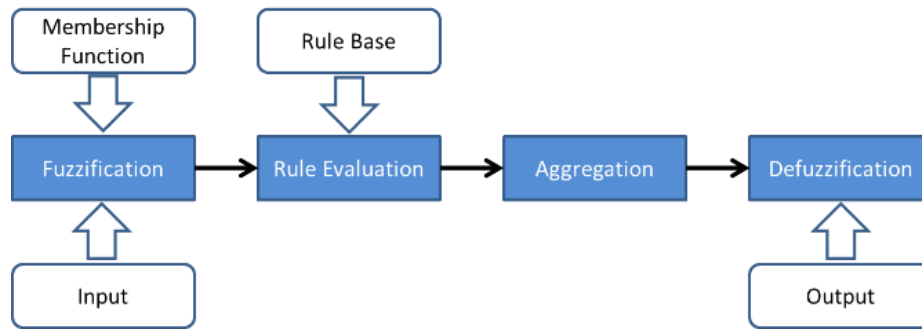 Membership
Function
Rule Base
Fuzzification
Rule Evaluation
Aggregation
Defuzzification
Input
Output